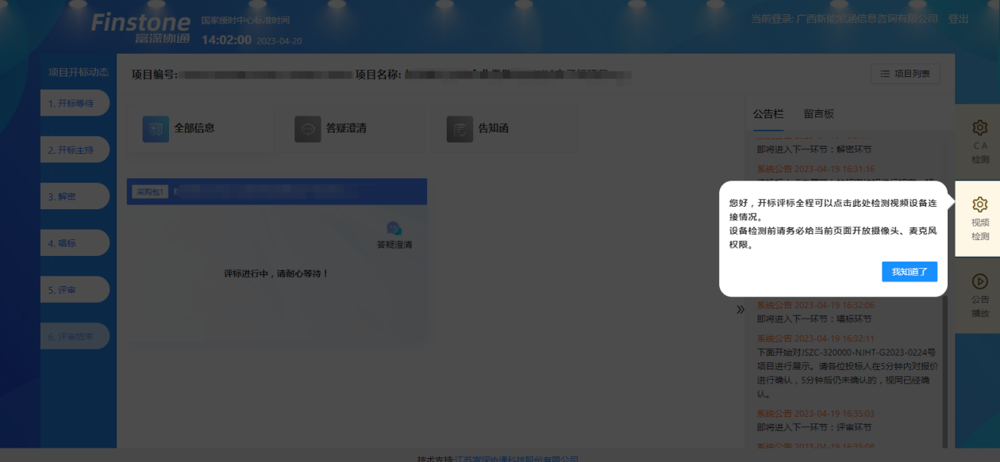 Finstone
富深协通
国家授时中心标准时间
14:02:00 2023-04-20
当前登录: 广西新能旭通信息咨询有限公司 登出
项目开标动态
1. 开标等待
2. 开标主持
3. 解密
4. 唱标
5. 评审
6. 评审结束
项目编号:
项目名称:
项目列表
全部信息
答疑澄清
告知函
采购包1
答疑澄清
评标进行中，请耐心等待！
公告栏 留言板
即将进入下一环节：解密环节
系统公告 2023-04-19 16:31:16
您好，开标评标全程可以点击此处检测视频设备连
接情况。
设备检测前请务必给当前页面开放摄像头、麦克风
权限。
我知道了
系统公告 2023-04-19 16:32:06
即将进入下一环节：唱标环节
系统公告 2023-04-19 16:32:11
下面开始对JSZC-320000-NJHT-G2023-0224号
项目进行展示。请各位投标人在5分钟内对报价
进行确认，5分钟后仍未确认的，视同已经确
认。
系统公告 2023-04-19 16:35:03
即将进入下一环节：评审环节
系统公告 2023-04-19 16:35:08
CA
检测
视频
检测
公告
播放
技术支持:江苏富深协通科技股份有限公司